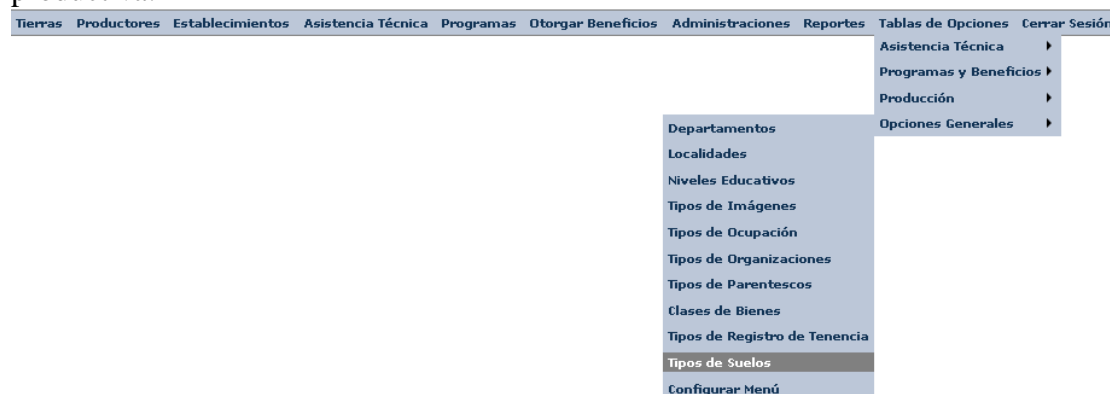 Tierras Productores Establecimientos Asistencia Técnica Programas Otorgar Beneficios Administraciones Reportes Tablas de Opciones Cerrar Sesión
Asistencia Técnica
Programas y Beneficios
Producción
Opciones Generales
Departamentos
Localidades
Niveles Educativos
Tipos de Imágenes
Tipos de Ocupación
Tipos de Organizaciones
Tipos de Parentescos
Clases de Bienes
Tipos de Registro de Tenencia
Tipos de Suelos
Configurar Menú